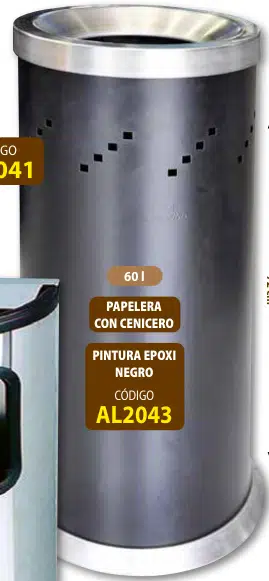 GO
041
60 l
PAPELERA
CON CENICERO
PINTURA EPOXI
NEGRO
CÓDIGO
AL2043